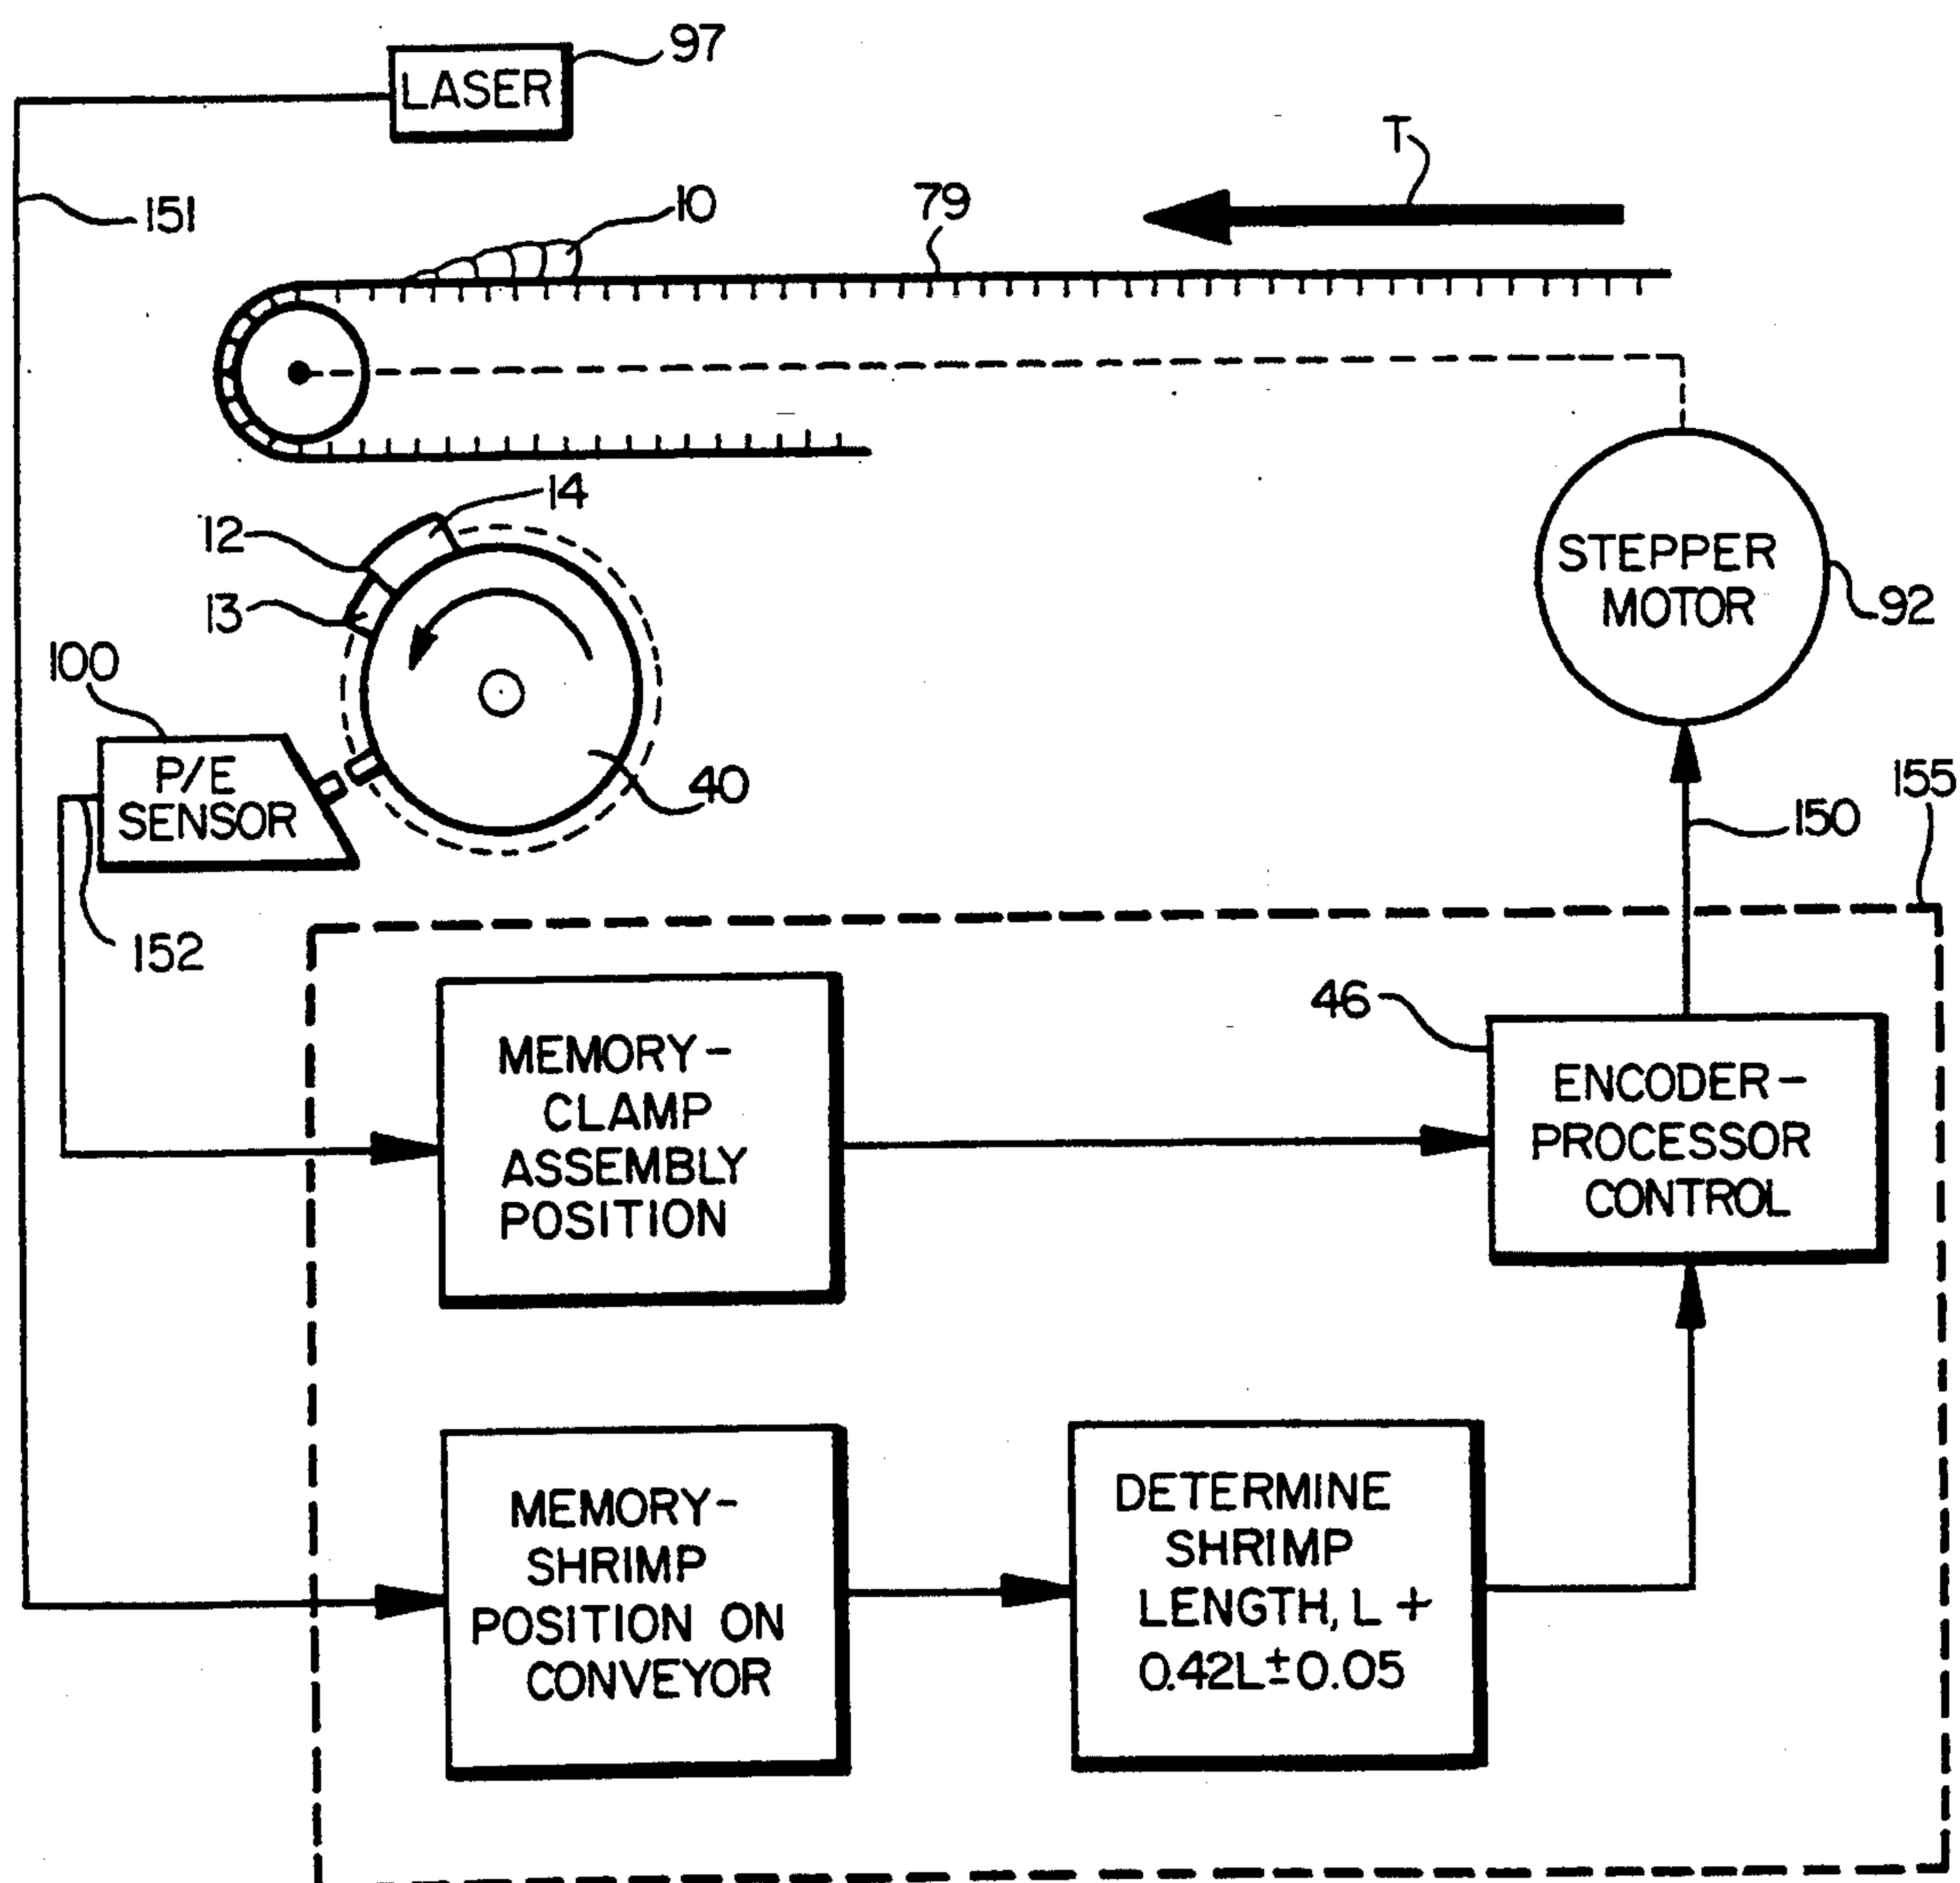 97
LASER
T
151
10
79
14
12
13
STEPPER
MOTOR
92
100
P/E
SENSOR
40
155
150
152
46
MEMORY-
CLAMP
ASSEMBLY
POSITION
ENCODER-
PROCESSOR
CONTROL
MEMORY-
SHRIMP
POSITION ON
CONVEYOR
DETERMINE
SHRIMP
LENGTH, L +
0.42L±0.05